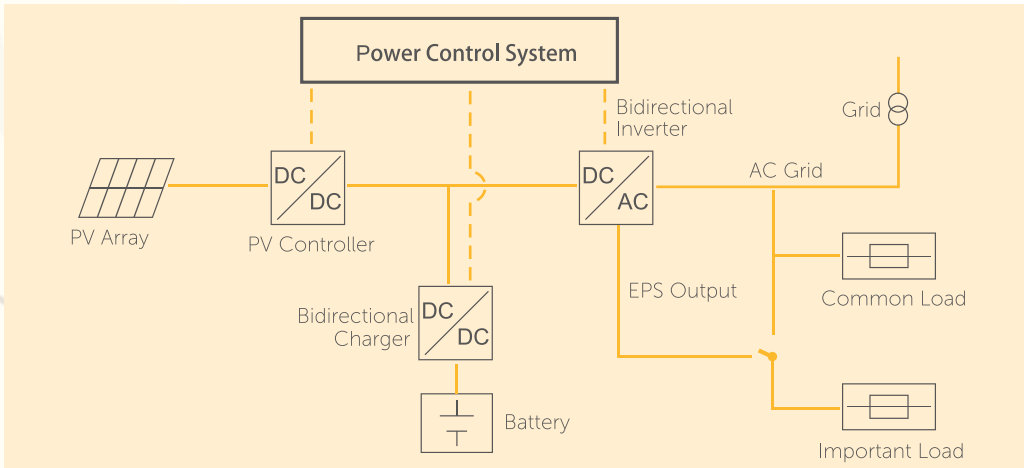 Power Control System
Bidirectional
Inverter
Grid
DC
DC
DC
AC
AC Grid
PV Array
PV Controller
EPS Output
Common Load
Bidirectional
Charger
DC
DC
Battery
Important Load